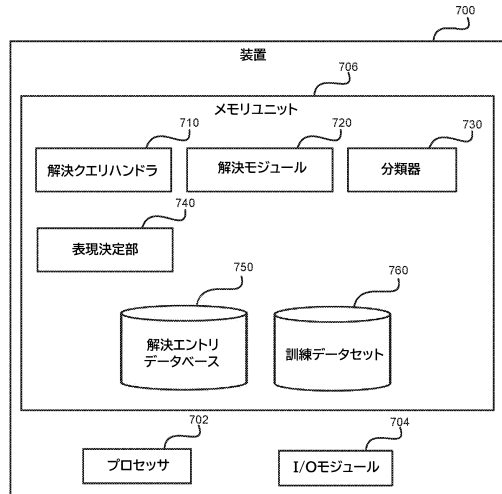 700
装置
706
メモリユニット
710
720
730
解決クエリハンドラ
解決モジュール
分類器
740
表現決定部
750
760
解決エントリ
データベース
訓練データセット
702
704
プロセッサ
I/Oモジュール